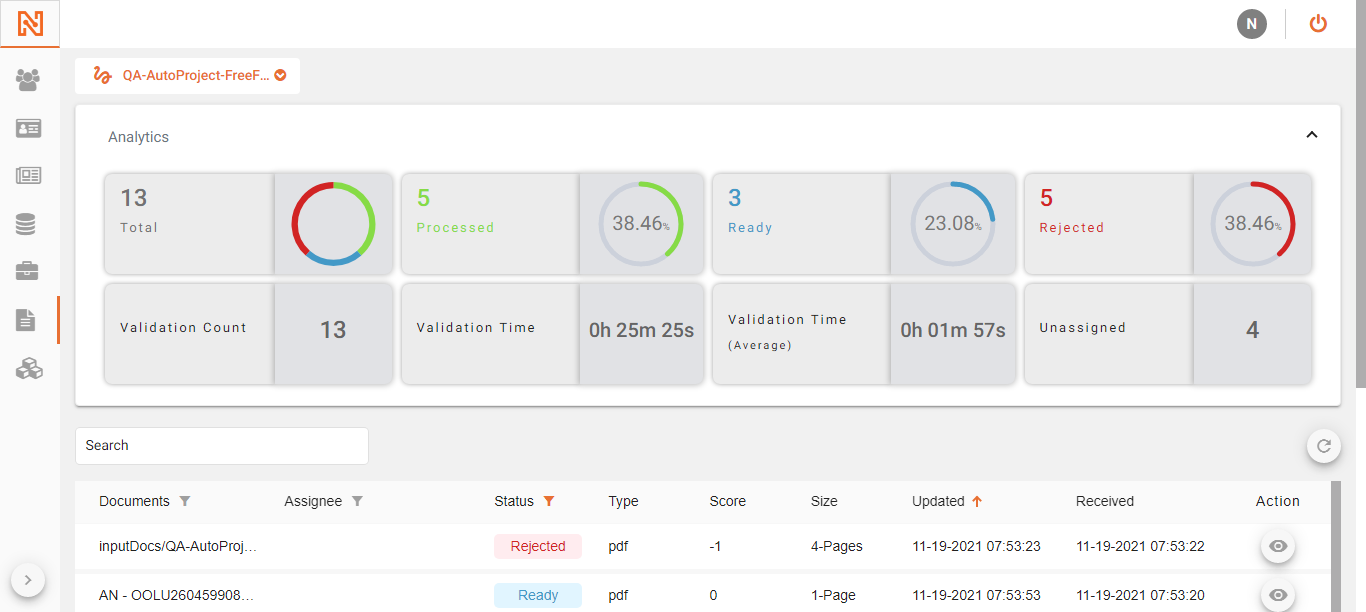 N
QA-AutoProject-FreeF...
Analytics
13
Total
5
Processed
38.46%
3
Ready
23.08%
5
Rejected
38.46%
Validation Count
13
Validation Time
0h 25m 25s
Validation Time
(Average)
0h 01m 57s
Unassigned
4
Search
Documents Assignee Status Type Score Size Updated Received Action
inputDocs/QA-AutoProj... Rejected pdf -1 4-Pages 11-19-2021 07:53:23 11-19-2021 07:53:22
AN - OOLU260459908... Ready pdf 0 1-Page 11-19-2021 07:53:53 11-19-2021 07:53:20